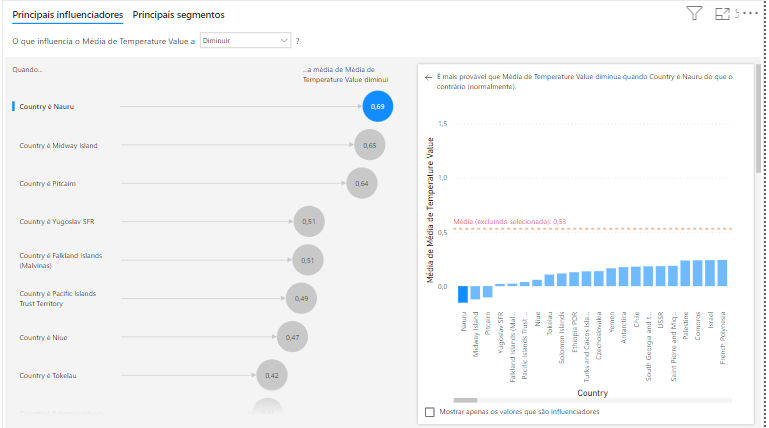 Principais influenciadores Principais segmentos
O que influencia o Média de Temperature Value a Diminuir ?
Quando...
...a média de Média de
Temperature Value diminui
Country é Nauru 0,69
Country é Midway Island 0,65
Country é Pitcairn 0,64
Country é Yugoslav SFR 0,51
Country é Falkland Islands
(Malvinas)
0,51
Country é Pacific Islands
Trust Territory
0,49
Country é Niue 0,47
Country é Tokelau 0,42
É mais provável que Média de Temperature Value diminua quando Country é Nauru do que o
contrário (normalmente).
Média de Média de Temperature Value
1,5
1,0
0,5
0,0
Média (excluindo selecionado): 0,53
Nauru
Midway Island
Pitcairn
Yugoslav SFR
Falkland Islands (Mal...
Pacific Islands Trust ...
Niue
Tokelau
Solomon Islands
Ethiopia PDR
Turks and Caicos Isla...
Czechoslovakia
Yemen
Antarctica
Chile
South Georgia and t...
USSR
Saint Pierre and Miq...
Palestine
Comoros
Israel
French Polynesia
Country
Mostrar apenas os valores que são influenciadores